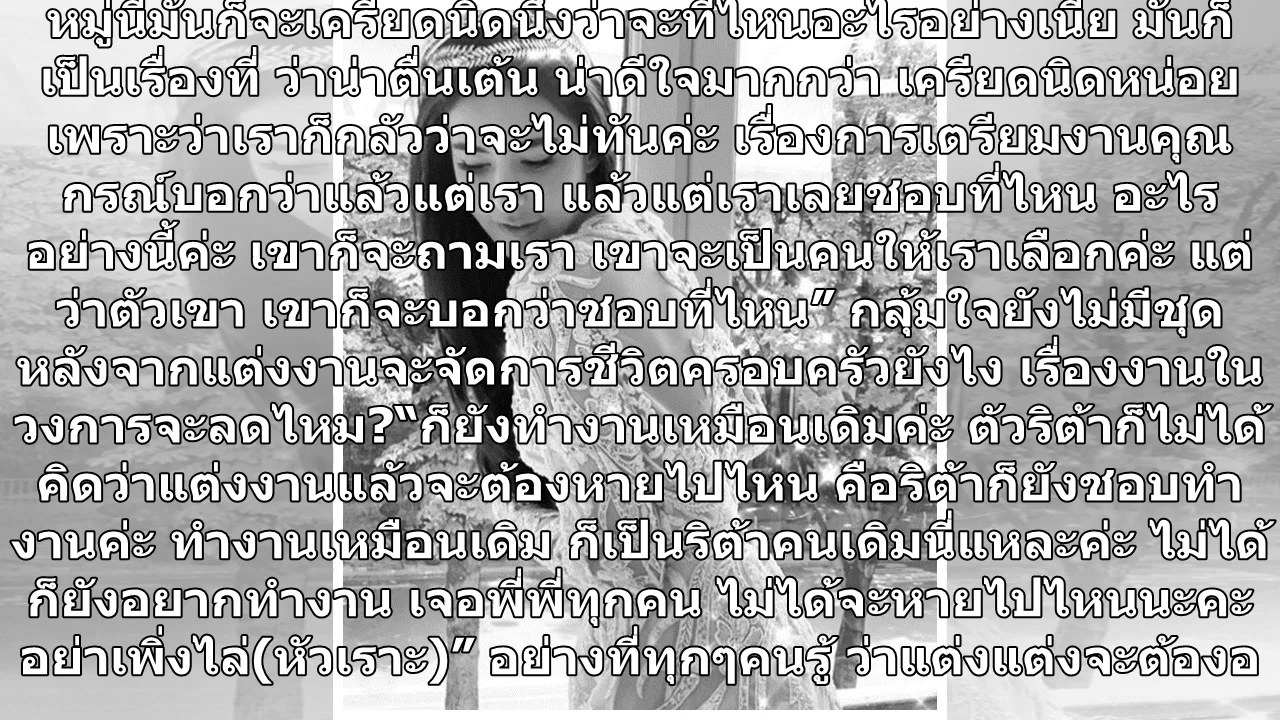 หมู่นี้มันก็จะเครียดนิดนึงว่าจะที่ไหนอะไรอย่างเนี้ย มันก็
เป็นเรื่องที่ ว่าน่าตื่นเต้น น่าดีใจมากกว่า เครียดนิดหน่อย
เพราะว่าเราก็กลัวว่าจะไม่ทันค่ะ เรื่องการเตรียมงานคุณ
กรณ์บอกว่าแล้วแต่เรา แล้วแต่เราเลยชอบที่ไหน อะไร
อย่างนี้ค่ะ เขาก็จะถามเรา เขาจะเป็นคนให้เราเลือกค่ะ แต่
ว่าตัวเขา เขาก็จะบอกว่าชอบที่ไหน” กลุ้มใจยังไม่มีชุด
หลังจากแต่งงานจะจัดการชีวิตครอบครัวยังไง เรื่องงานใน
วงการจะลดไหม?“ก็ยังทำงานเหมือนเดิมค่ะ ตัวริต้าก็ไม่ได้
คิดว่าแต่งงานแล้วจะต้องหายไปไหน คือริต้าก็ยังชอบทำ
งานค่ะ ทำงานเหมือนเดิม ก็เป็นริต้าคนเดิมนี่แหละค่ะ ไม่ได้
ก็ยังอยากทำงาน เจอพี่พี่ทุกคน ไม่ได้จะหายไปไหนนะคะ
อย่าเพิ่งไล่(หัวเราะ)” อย่างที่ทุกๆคนรู้ ว่าแต่งแต่งจะต้องอ